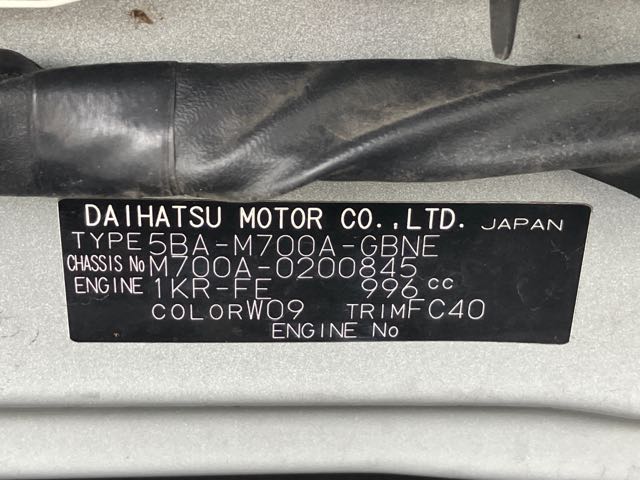 DAIHATSU MOTOR CO.,LTD. JAPAN
TYPE 5BA-M700A-GBNE
CHASSIS No M700A-0200845
ENGINE 1KR-FE 996 cc
COLOR W09 TRIM FC40
ENGINE No